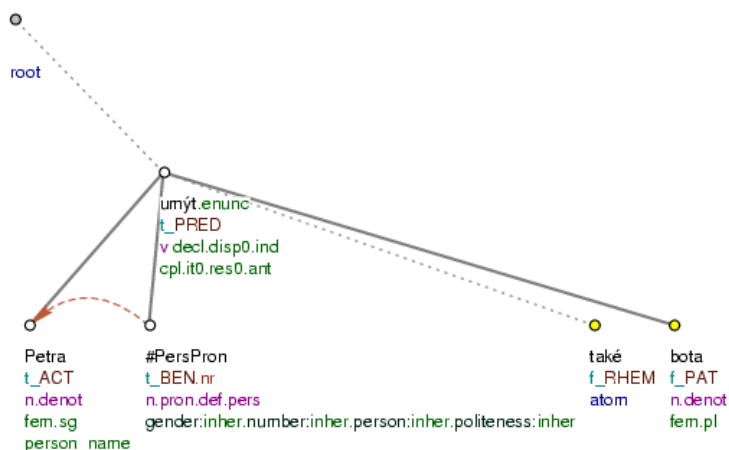 root
umýt.enunc
t_PRED
v decl.disp0.ind
cpl.it0.res0.ant
Petra #PersPron také bota
t_ACT t_BEN.nr f_RHEM f_PAT
n.denot n.pron.def.pers atom n.denot
fem.sg gender:inher.number:inher.person:inher.politeness:inher fem.pl
person_name